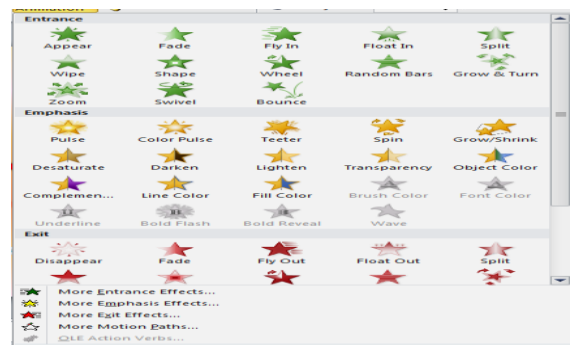 Animation
Entrance
Appear Fade Fly In Float In Split
Wipe Shape Wheel Random Bars Grow & Turn
Zoom Swivel Bounce
Emphasis
Pulse Color Pulse Teeter Spin Grow/Shrink
Desaturate Darken Lighten Transparency Object Color
Complemen... Line Color Fill Color Brush Color Font Color
Underline Bold Flash Bold Reveal Wave
Exit
Disappear Fade Fly Out Float Out Split
More Entrance Effects...
More Emphasis Effects...
More Exit Effects...
More Motion Paths...
OLE Action Verbs...